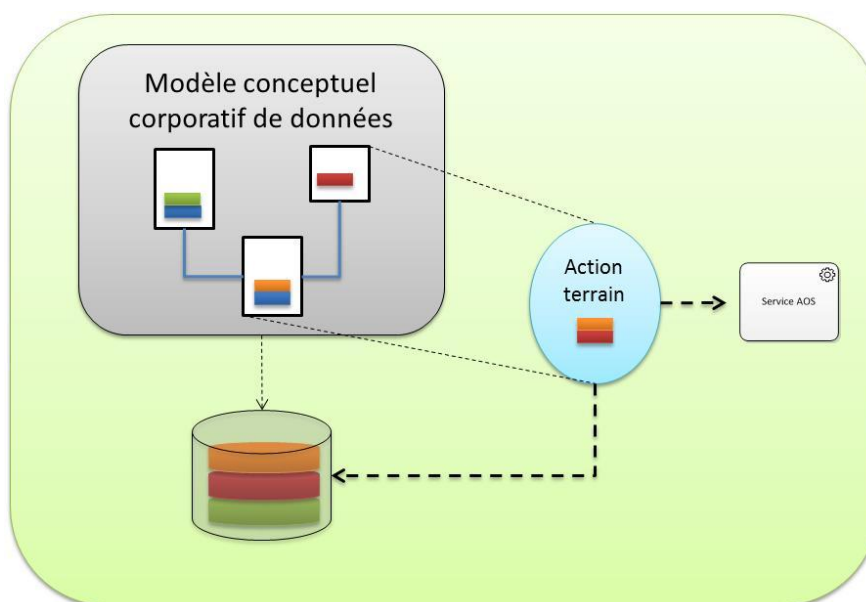 Modèle conceptuel
corporatif de données
Action
terrain
Service AOS